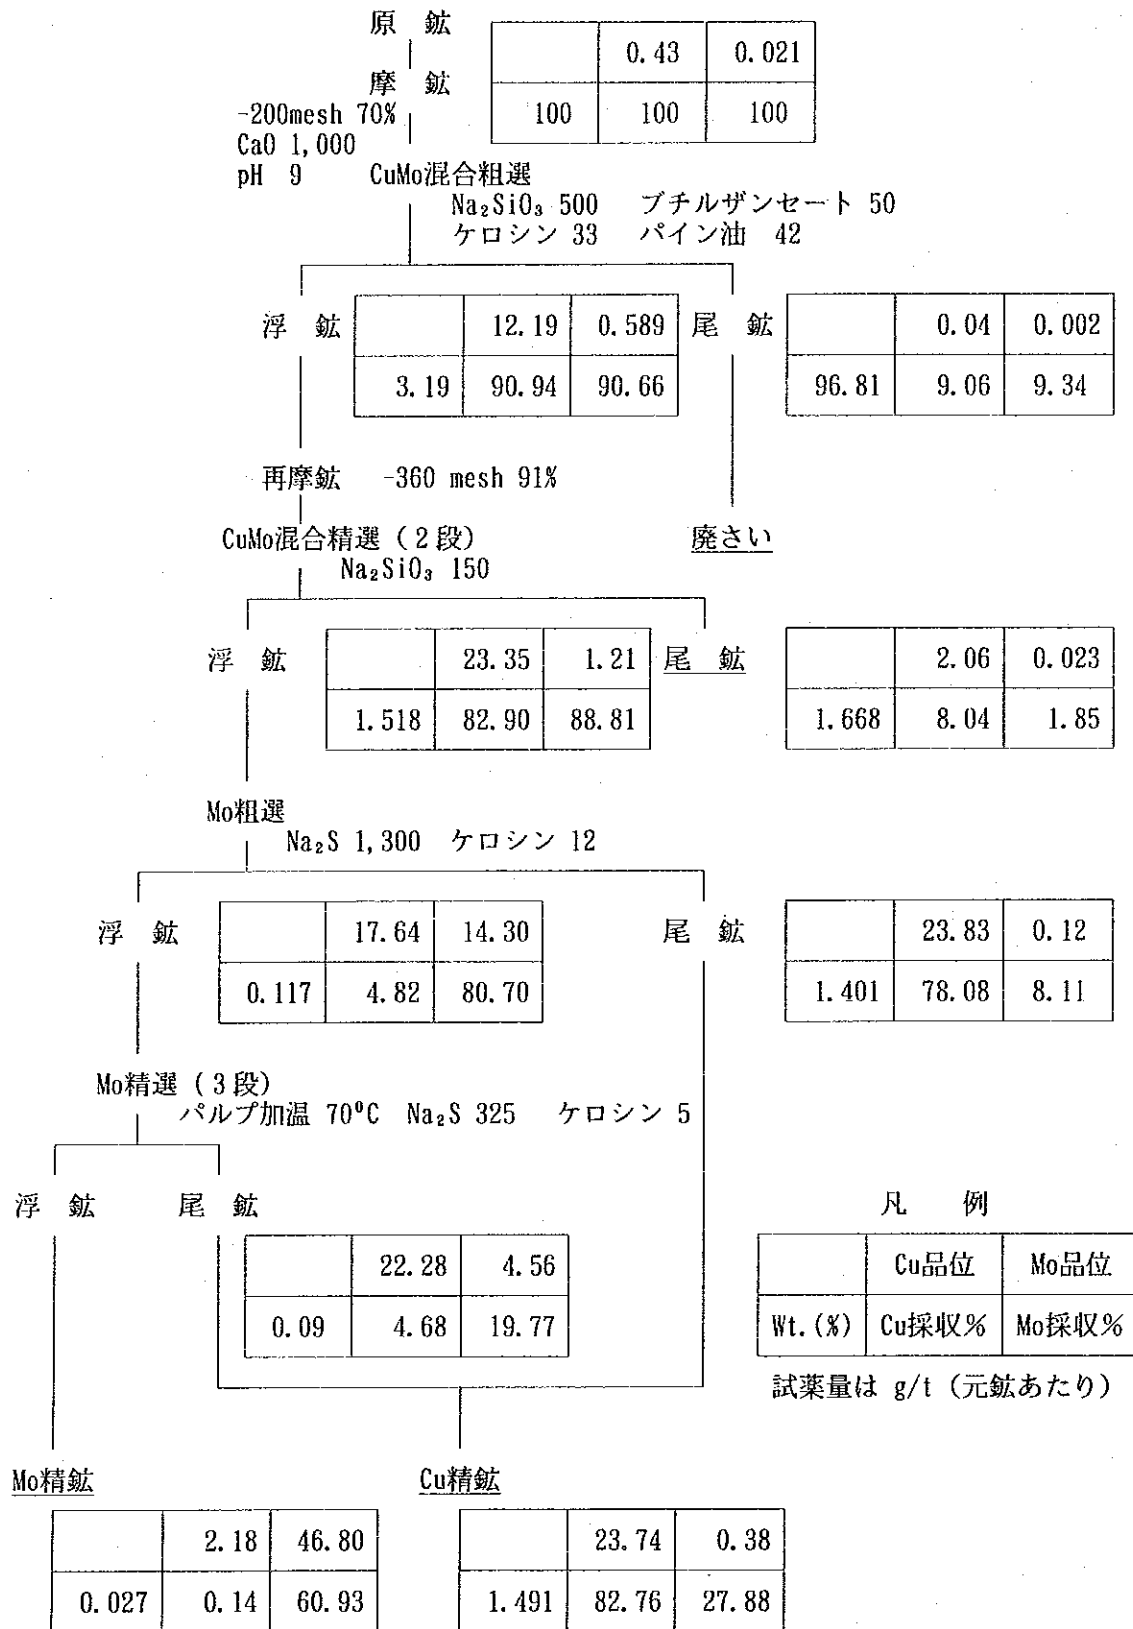 原 鉱
0.43 0.021
摩 鉱
100 100 100
-200mesh 70%
CaO 1,000
pH 9 CuMo混合粗選
Na₂SiO₃ 500 ブチルザンセート 50
ケロシン 33 パイン油 42
浮 鉱 12.19 0.589 尾 鉱 0.04 0.002
3.19 90.94 90.66 96.81 9.06 9.34
再摩鉱 -360 mesh 91%
CuMo混合精選(2段) 廃さい
Na₂SiO₃ 150
浮 鉱 23.35 1.21 尾 鉱 2.06 0.023
1.518 82.90 88.81 1.668 8.04 1.85
Mo粗選
Na₂S 1,300 ケロシン 12
浮 鉱 17.64 14.30 尾 鉱 23.83 0.12
0.117 4.82 80.70 1.401 78.08 8.11
Mo精選(3段)
パルプ加温 70⁰C Na₂S 325 ケロシン 5
浮 鉱 尾 鉱 凡 例
22.28 4.56 Cu品位 Mo品位
0.09 4.68 19.77 Wt.(%) Cu採収% Mo採収%
試薬量は g/t(元鉱あたり)
Mo精鉱 Cu精鉱
2.18 46.80 23.74 0.38
0.027 0.14 60.93 1.491 82.76 27.88